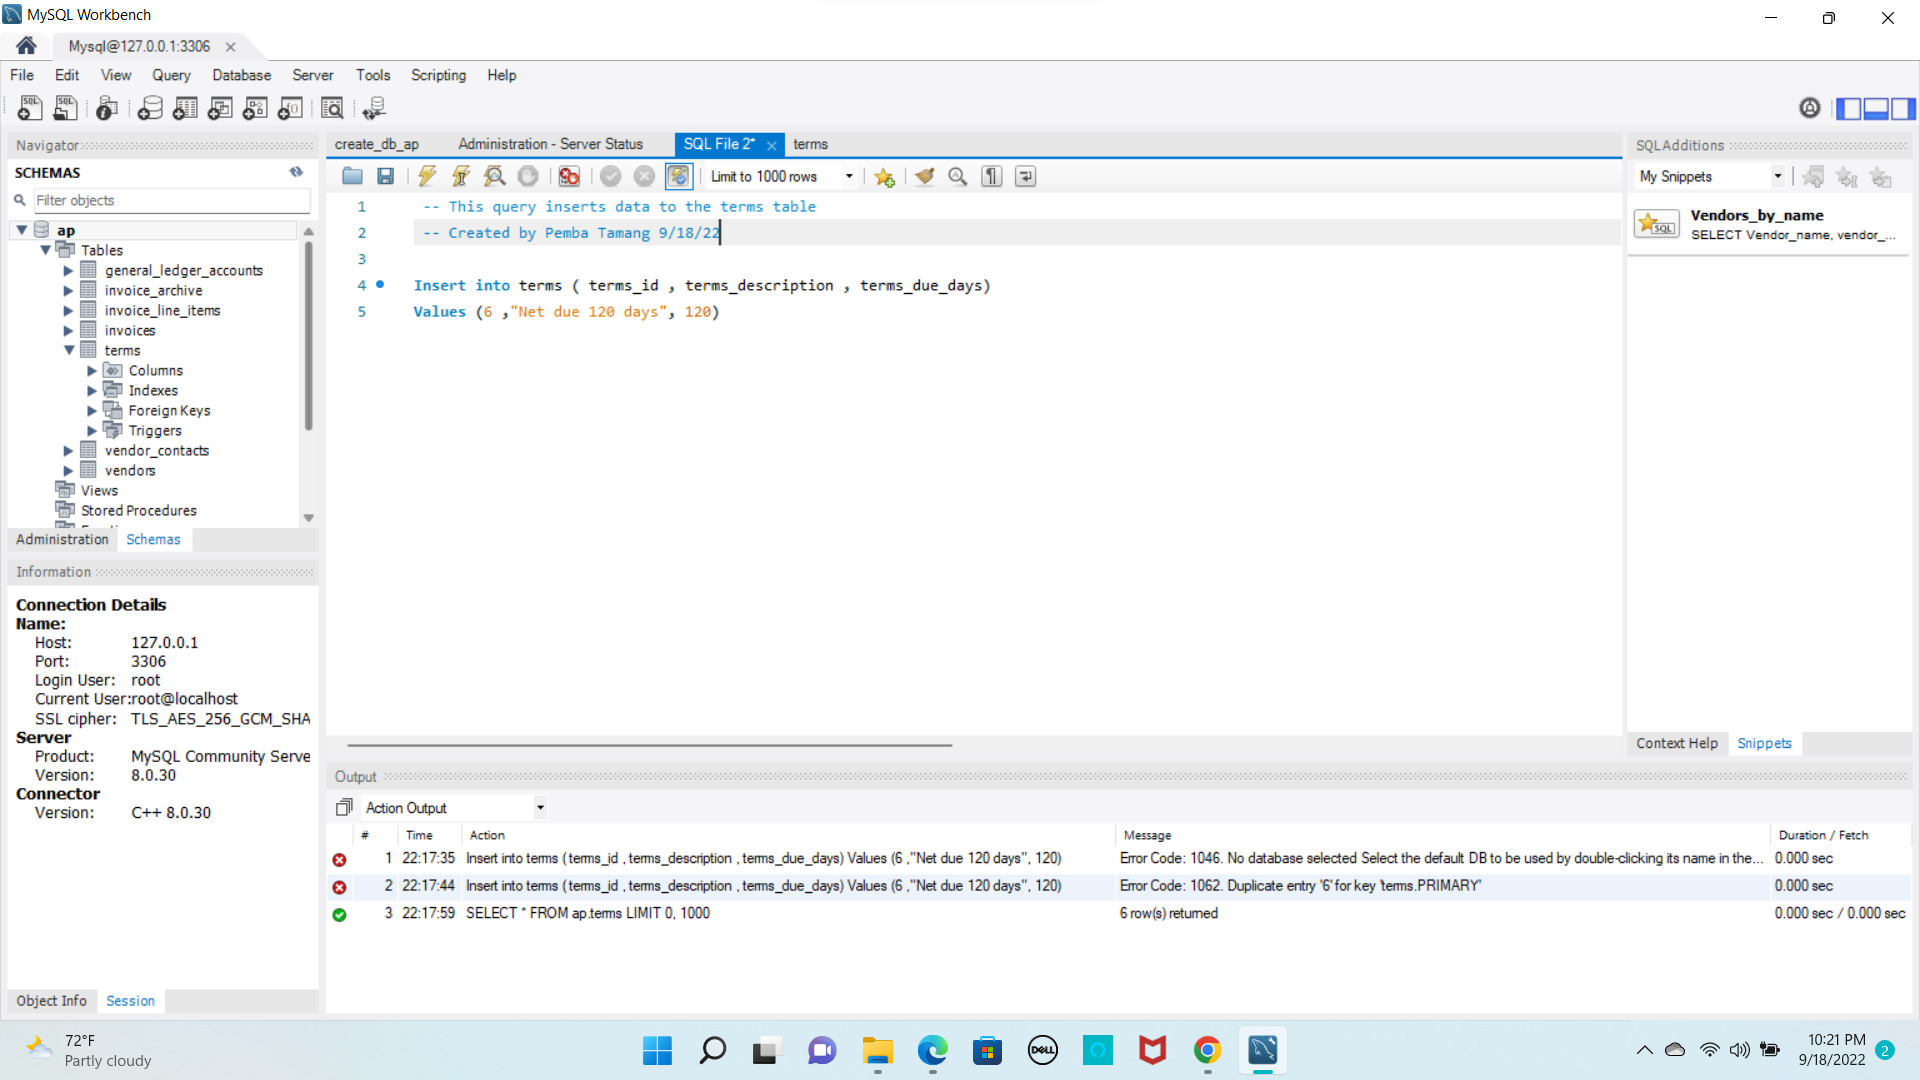 MySQL Workbench
Mysql@127.0.0.1:3306
File Edit View Query Database Server Tools Scripting Help
Navigator
SCHEMAS
Filter objects
ap
Tables
general_ledger_accounts
invoice_archive
invoice_line_items
invoices
terms
Columns
Indexes
Foreign Keys
Triggers
vendor_contacts
vendors
Views
Stored Procedures
Administration Schemas
Information
Connection Details
Name:
Host: 127.0.0.1
Port: 3306
Login User: root
Current User:root@localhost
SSL cipher: TLS_AES_256_GCM_SHA
Server
Product: MySQL Community Serve
Version: 8.0.30
Connector
Version: C++ 8.0.30
Object Info Session
create_db_ap Administration - Server Status SQL File 2* terms
Limit to 1000 rows
1 -- This query inserts data to the terms table
2 -- Created by Pemba Tamang 9/18/22
3
4 Insert into terms ( terms_id , terms_description , terms_due_days)
5 Values (6 ,"Net due 120 days", 120)
SQLAdditions
My Snippets
SQL
Vendors_by_name
SELECT Vendor_name, vendor_...
Context Help Snippets
Output
Action Output
# Time Action Message Duration / Fetch
1 22:17:35 Insert into terms ( terms_id , terms_description , terms_due_days) Values (6 ,"Net due 120 days", 120) Error Code: 1046. No database selected Select the default DB to be used by double-clicking its name in the... 0.000 sec
2 22:17:44 Insert into terms ( terms_id , terms_description , terms_due_days) Values (6 ,"Net due 120 days", 120) Error Code: 1062. Duplicate entry '6' for key 'terms.PRIMARY' 0.000 sec
3 22:17:59 SELECT * FROM ap.terms LIMIT 0, 1000 6 row(s) returned 0.000 sec / 0.000 sec
72°F
Partly cloudy
DELL
10:21 PM
9/18/2022
2